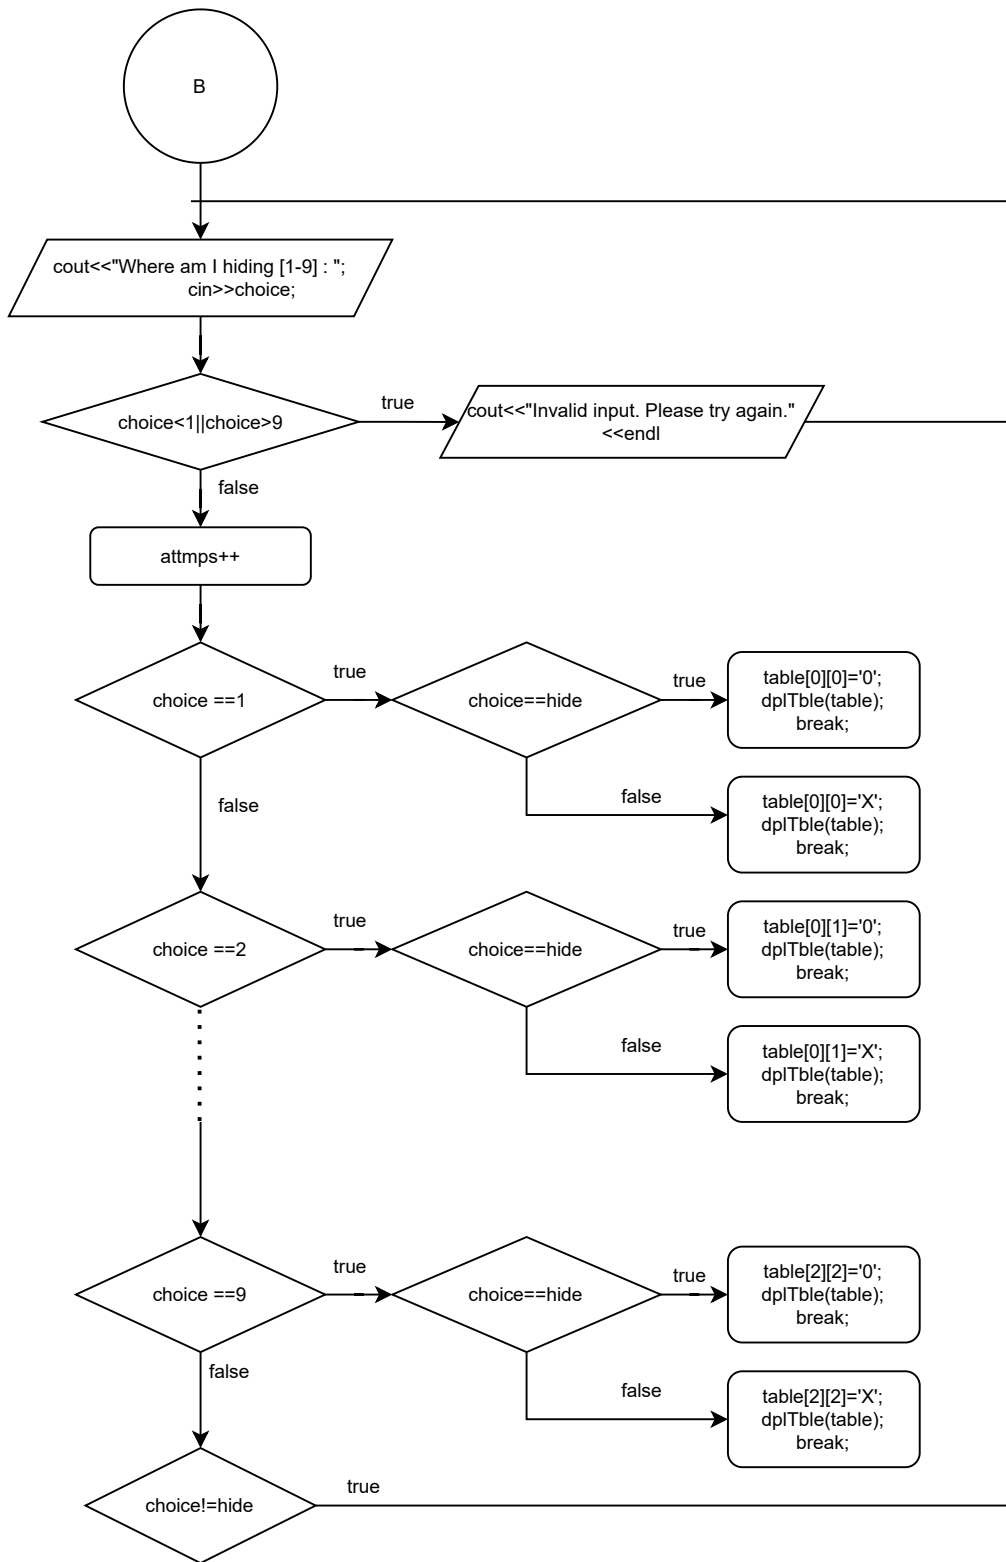 B
cout<<"Where am I hiding [1-9] : ";
cin>>choice;
choice<1||choice>9
true
cout<<"Invalid input. Please try again."
<<endl
false
attmps++
choice ==1
true
choice==hide
true
table[0][0]='0';
dplTble(table);
break;
false
false
table[0][0]='X';
dplTble(table);
break;
choice ==2
true
choice==hide
true
table[0][1]='0';
dplTble(table);
break;
false
table[0][1]='X';
dplTble(table);
break;
choice ==9
true
choice==hide
true
table[2][2]='0';
dplTble(table);
break;
false
false
table[2][2]='X';
dplTble(table);
break;
choice!=hide
true